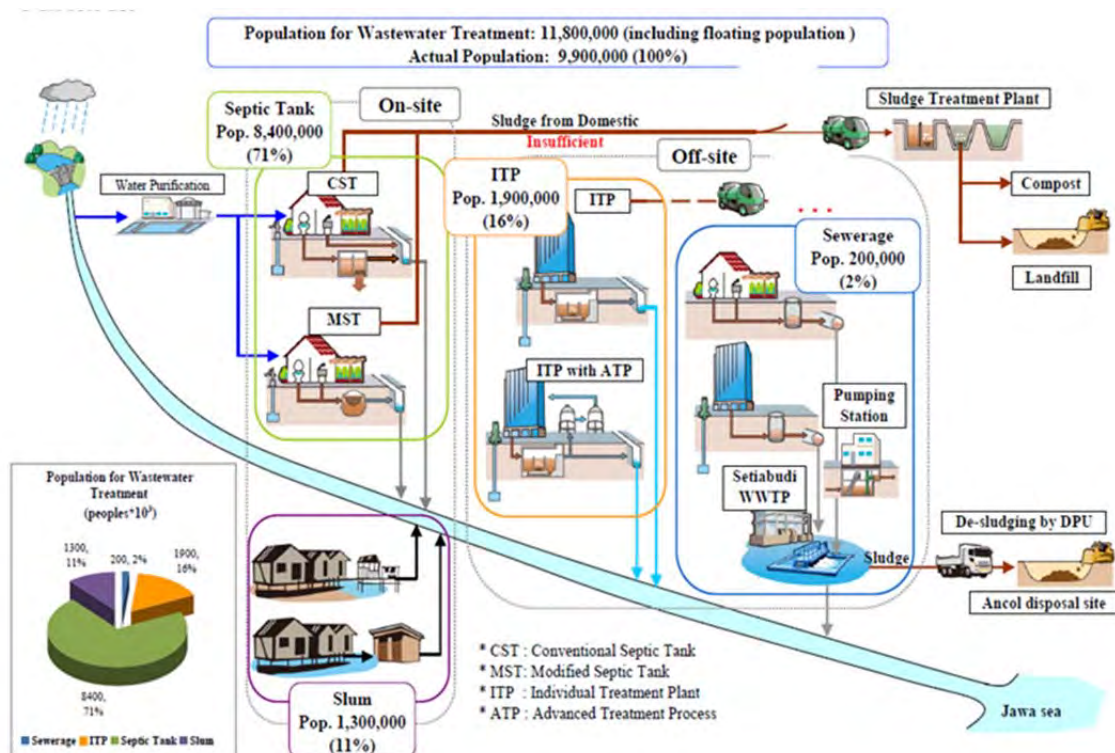 Population for Wastewater Treatment: 11,800,000 (including floating population )
Actual Population: 9,900,000 (100%)
Septic Tank
Pop. 8,400,000
(71%)
On-site
Sludge from Domestic
Insufficient
Sludge Treatment Plant
Off-site
Water Purification
CST
ITP
Pop. 1,900,000
(16%)
ITP
Compost
Sewerage
Pop. 200,000
(2%)
Landfill
MST
ITP with ATP
Pumping
Station
Population for Wastewater
Treatment
(peoples*10³)
1300,
11%
200, 2%
1900,
16%
8400,
71%
Sewerage ITP Septic Tank Slum
Setiabudi
WWTP
Sludge
De-sludging by DPU
Ancol disposal site
* CST : Conventional Septic Tank
* MST: Modified Septic Tank
* ITP : Individual Treatment Plant
* ATP : Advanced Treatment Process
Slum
Pop. 1,300,000
(11%)
Jawa sea